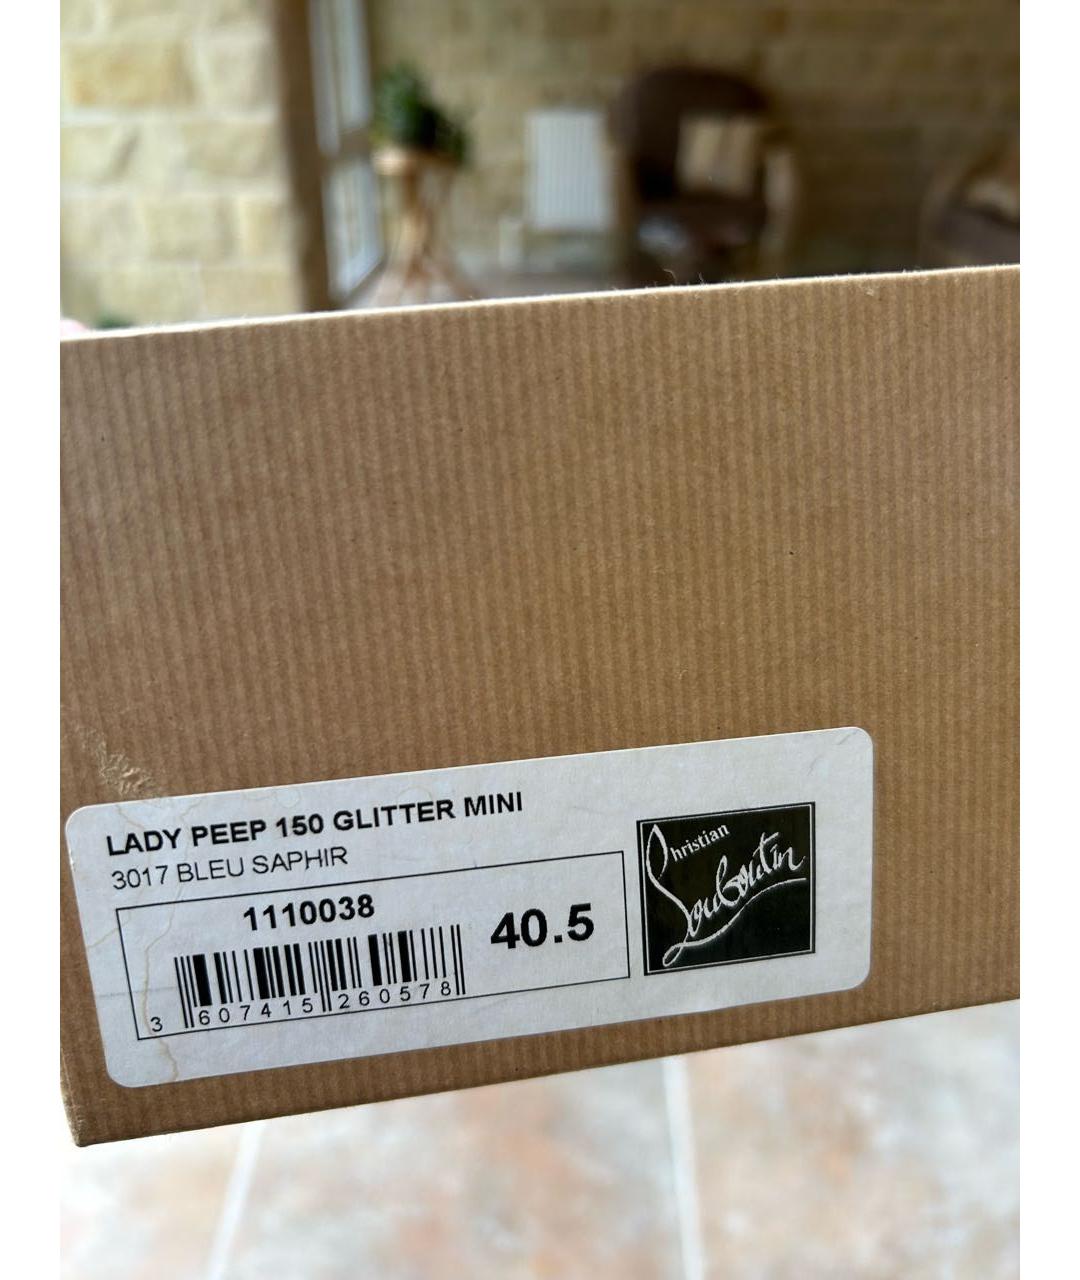 LADY PEEP 150 GLITTER MINI
3017 BLEU SAPHIR
1110038
40.5
3 607415 260578
Christian
Louboutin